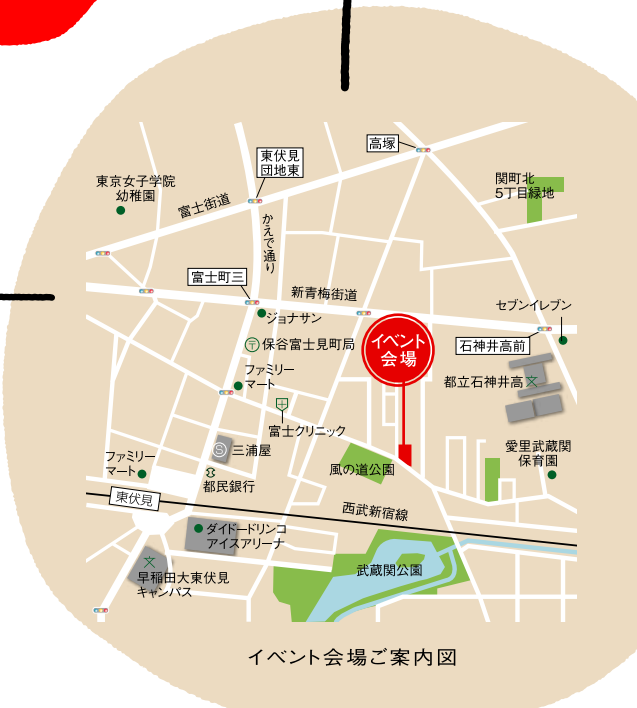 高塚
東伏見
団地東
東京女子学院
幼稚園
関町北
5丁目緑地
富士街道
かえで通り
富士町三
新青梅街道
セブンイレブン
ジョナサン
イベント
会場
石神井高前
保谷富士見町局
ファミリー
マート
都立石神井高
富士クリニック
三浦屋
愛里武蔵関
保育園
ファミリー
マート
風の道公園
都民銀行
東伏見
西武新宿線
ダイドードリンコ
アイスアリーナ
武蔵関公園
早稲田大東伏見
キャンパス
イベント会場ご案内図